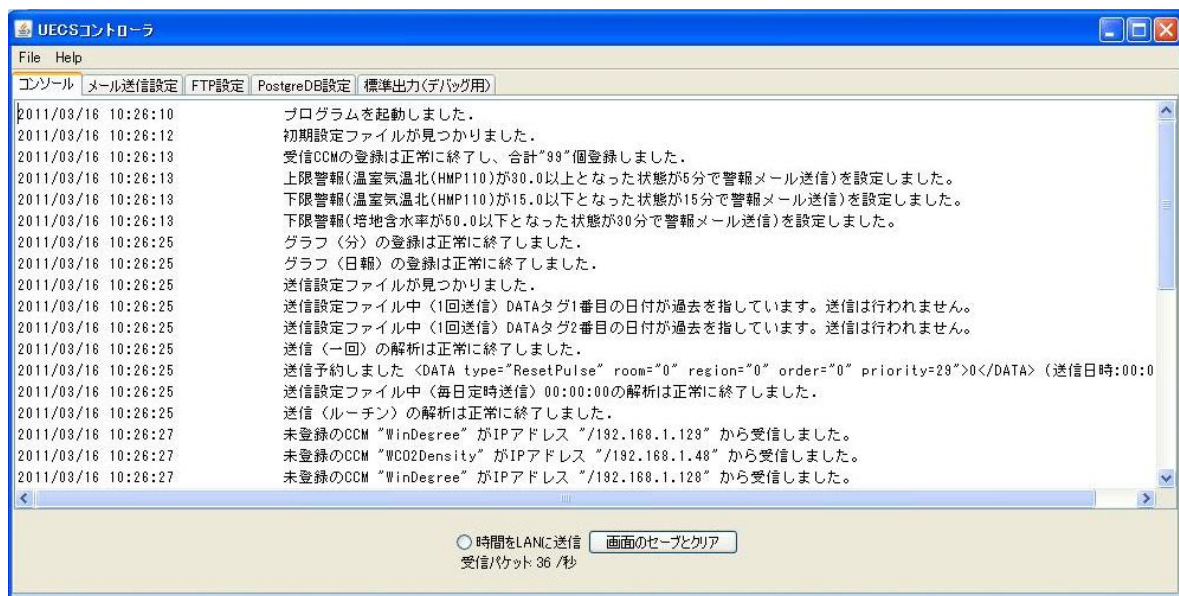 UECSコントローラ
File Help
コンソール メール送信設定 FTP設定 PostgreDB設定 標準出力(デバッグ用)
2011/03/16 10:26:10 プログラムを起動しました.
2011/03/16 10:26:12 初期設定ファイルが見つかりました.
2011/03/16 10:26:13 受信CCMの登録は正常に終了し、合計"99"個登録しました.
2011/03/16 10:26:13 上限警報(温室気温北(HMP110)が30.0以上となった状態が5分で警報メール送信)を設定しました。
2011/03/16 10:26:13 下限警報(温室気温北(HMP110)が15.0以下となった状態が15分で警報メール送信)を設定しました。
2011/03/16 10:26:13 下限警報(培地含水率が50.0以下となった状態が30分で警報メール送信)を設定しました。
2011/03/16 10:26:25 グラフ（分）の登録は正常に終了しました.
2011/03/16 10:26:25 グラフ（日報）の登録は正常に終了しました.
2011/03/16 10:26:25 送信設定ファイルが見つかりました.
2011/03/16 10:26:25 送信設定ファイル中（1回送信）DATAタグ1番目の日付が過去を指しています。送信は行われません。
2011/03/16 10:26:25 送信設定ファイル中（1回送信）DATAタグ2番目の日付が過去を指しています。送信は行われません。
2011/03/16 10:26:25 送信（一回）の解析は正常に終了しました.
2011/03/16 10:26:25 送信予約しました <DATA type="ResetPulse" room="0" region="0" order="0" priority=29">0</DATA> (送信日時:00:0
2011/03/16 10:26:25 送信設定ファイル中（毎日定時送信）00:00:00の解析は正常に終了しました.
2011/03/16 10:26:25 送信（ルーチン）の解析は正常に終了しました.
2011/03/16 10:26:27 未登録のCCM "WinDegree" がIPアドレス "/192.168.1.129" から受信しました。
2011/03/16 10:26:27 未登録のCCM "WCO2Density" がIPアドレス "/192.168.1.48" から受信しました。
2011/03/16 10:26:27 未登録のCCM "WinDegree" がIPアドレス "/192.168.1.128" から受信しました。
時間をLANに送信 画面のセーブとクリア
受信パケット 36 /秒